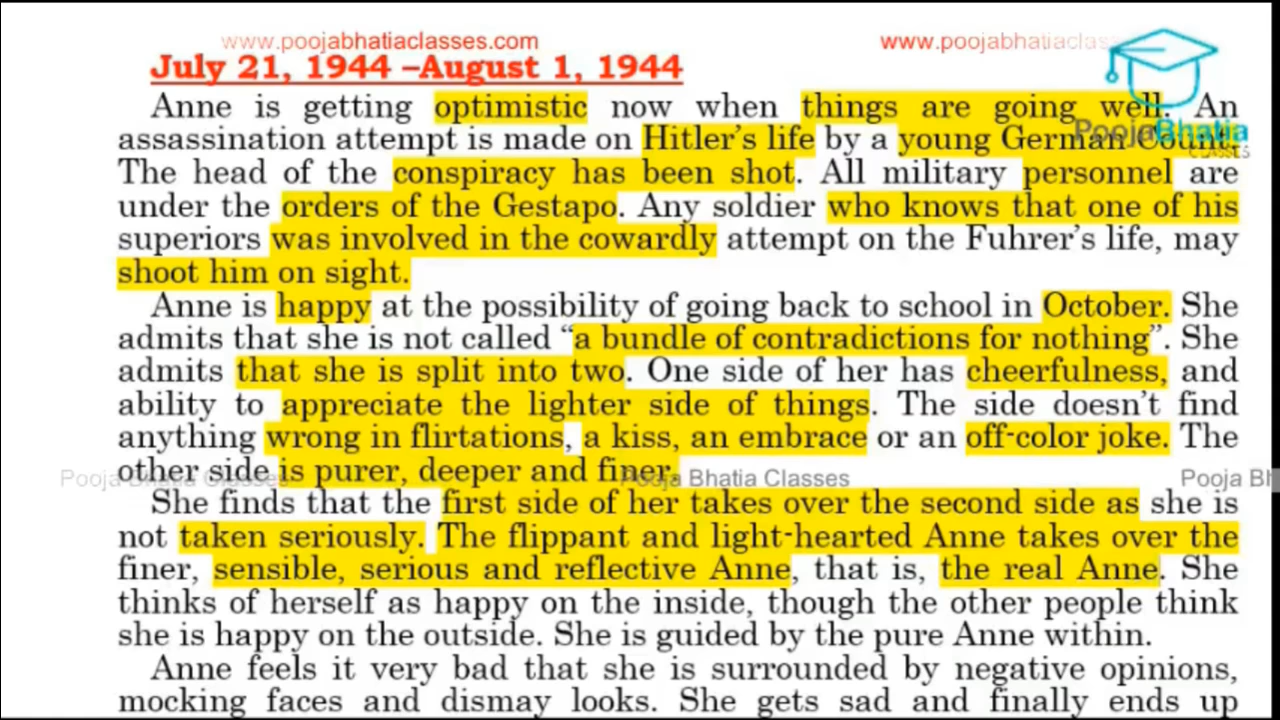 www.poojabhatiaclasses.com
www.poojabhatiaclass
July 21, 1944 –August 1, 1944
Anne is getting optimistic now when things are going well. An
assassination attempt is made on Hitler's life by a young German Count.
PoojaBhatia
CLASSES
The head of the conspiracy has been shot. All military personnel are
under the orders of the Gestapo. Any soldier who knows that one of his
superiors was involved in the cowardly attempt on the Fuhrer's life, may
shoot him on sight.
Anne is happy at the possibility of going back to school in October. She
admits that she is not called “a bundle of contradictions for nothing”. She
admits that she is split into two. One side of her has cheerfulness, and
ability to appreciate the lighter side of things. The side doesn't find
anything wrong in flirtations, a kiss, an embrace or an off-color joke. The
other side is purer, deeper and finer.
Pooja Bhatia Classes
Pooja Bhatia Classes
Pooja Bh
She finds that the first side of her takes over the second side as she is
not taken seriously. The flippant and light-hearted Anne takes over the
finer, sensible, serious and reflective Anne, that is, the real Anne. She
thinks of herself as happy on the inside, though the other people think
she is happy on the outside. She is guided by the pure Anne within.
Anne feels it very bad that she is surrounded by negative opinions,
mocking faces and dismay looks. She gets sad and finally ends up